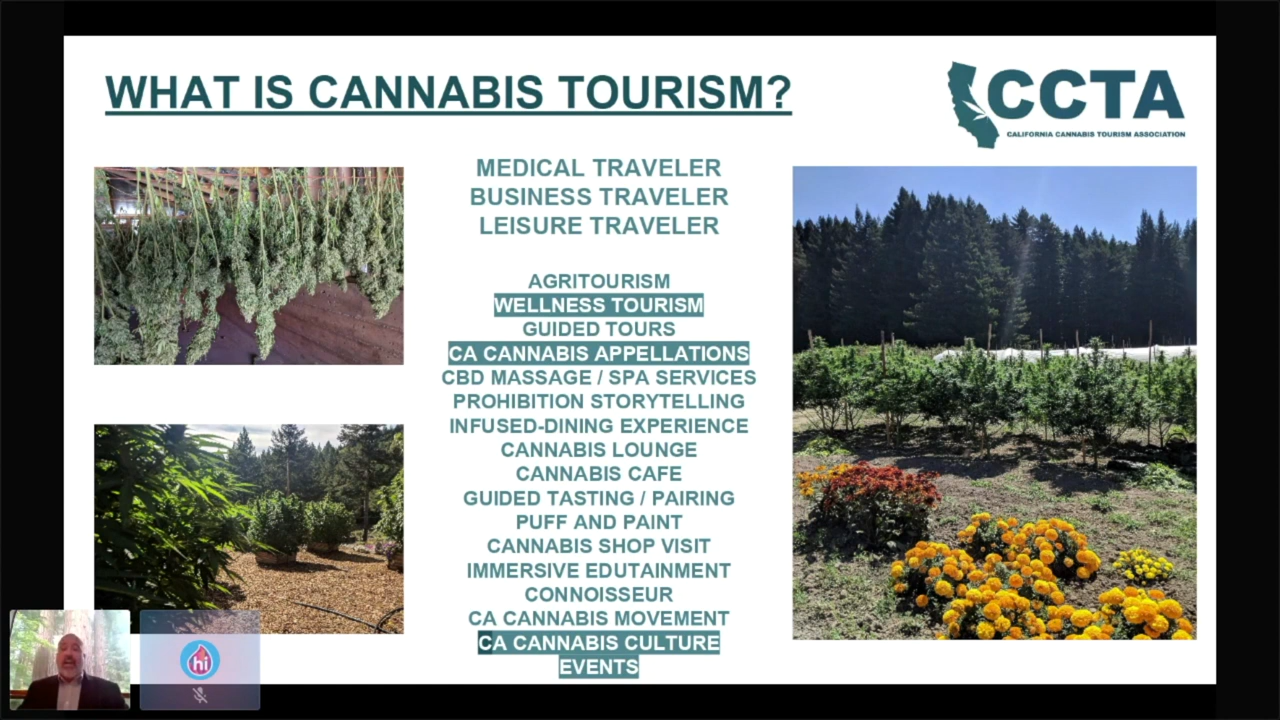 WHAT IS CANNABIS TOURISM?
CCTA
CALIFORNIA CANNABIS TOURISM ASSOCIATION
MEDICAL TRAVELER
BUSINESS TRAVELER
LEISURE TRAVELER
AGRITOURISM
WELLNESS TOURISM
GUIDED TOURS
CA CANNABIS APPELLATIONS
CBD MASSAGE / SPA SERVICES
PROHIBITION STORYTELLING
INFUSED-DINING EXPERIENCE
CANNABIS LOUNGE
CANNABIS CAFE
GUIDED TASTING / PAIRING
PUFF AND PAINT
CANNABIS SHOP VISIT
IMMERSIVE EDUTAINMENT
CONNOISSEUR
CA CANNABIS MOVEMENT
CA CANNABIS CULTURE
EVENTS
hi